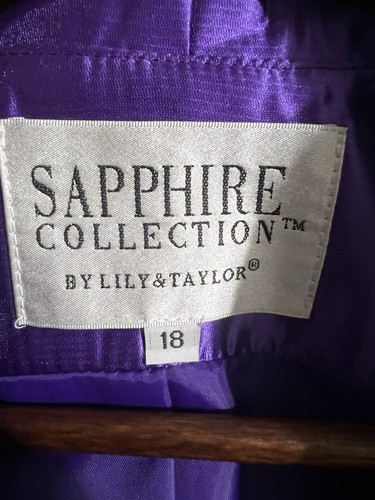 SAPPHIRE
COLLECTION™
BY LILY & TAYLOR®
18